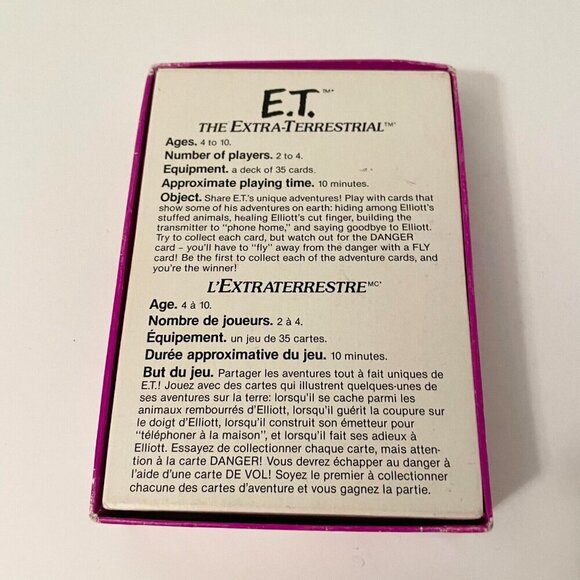 E.T.™*
THE EXTRA-TERRESTRIAL™*
Ages. 4 to 10.
Number of players. 2 to 4.
Equipment. a deck of 35 cards.
Approximate playing time. 10 minutes.
Object. Share E.T.'s unique adventures! Play with cards that
show some of his adventures on earth: hiding among Elliott's
stuffed animals, healing Elliott's cut finger, building the
transmitter to "phone home," and saying goodbye to Elliott.
Try to collect each card, but watch out for the DANGER
card – you'll have to "fly" away from the danger with a FLY
card! Be the first to collect each of the adventure cards, and
you're the winner!
L'EXTRATERRESTRE MC*
Age. 4 à 10.
Nombre de joueurs. 2 à 4.
Équipement. un jeu de 35 cartes.
Durée approximative du jeu. 10 minutes.
But du jeu. Partager les aventures tout à fait uniques de
E.T.! Jouez avec des cartes qui illustrent quelques-unes de
ses aventures sur la terre: lorsqu'il se cache parmi les
animaux rembourrés d'Elliott, lorsqu'il guérit la coupure sur
le doigt d'Elliott, lorsqu'il construit son émetteur pour
"téléphoner à la maison", et lorsqu'il fait ses adieux à
Elliott. Essayez de collectionner chaque carte, mais atten-
tion à la carte DANGER! Vous devrez échapper au danger à
l'aide d'une carte DE VOL! Soyez le premier à collectionner
chacune des cartes d'aventure et vous gagnez la partie.